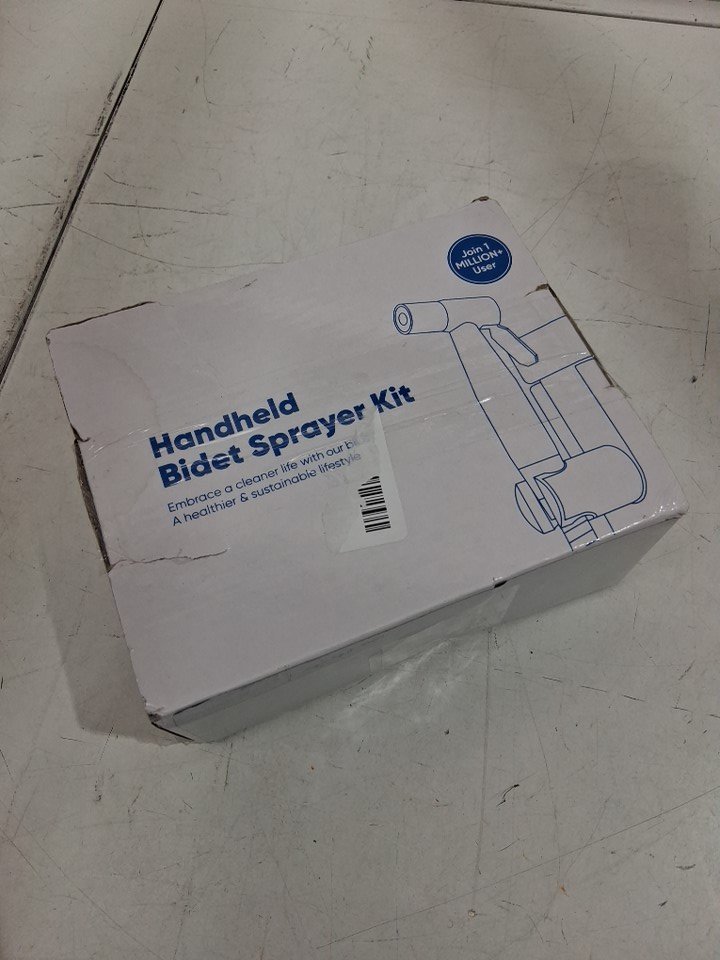 Join 1
MILLION+
User
Handheld
Bidet Sprayer Kit
Embrace a cleaner life with our
A healthier & sustainable lifestyle